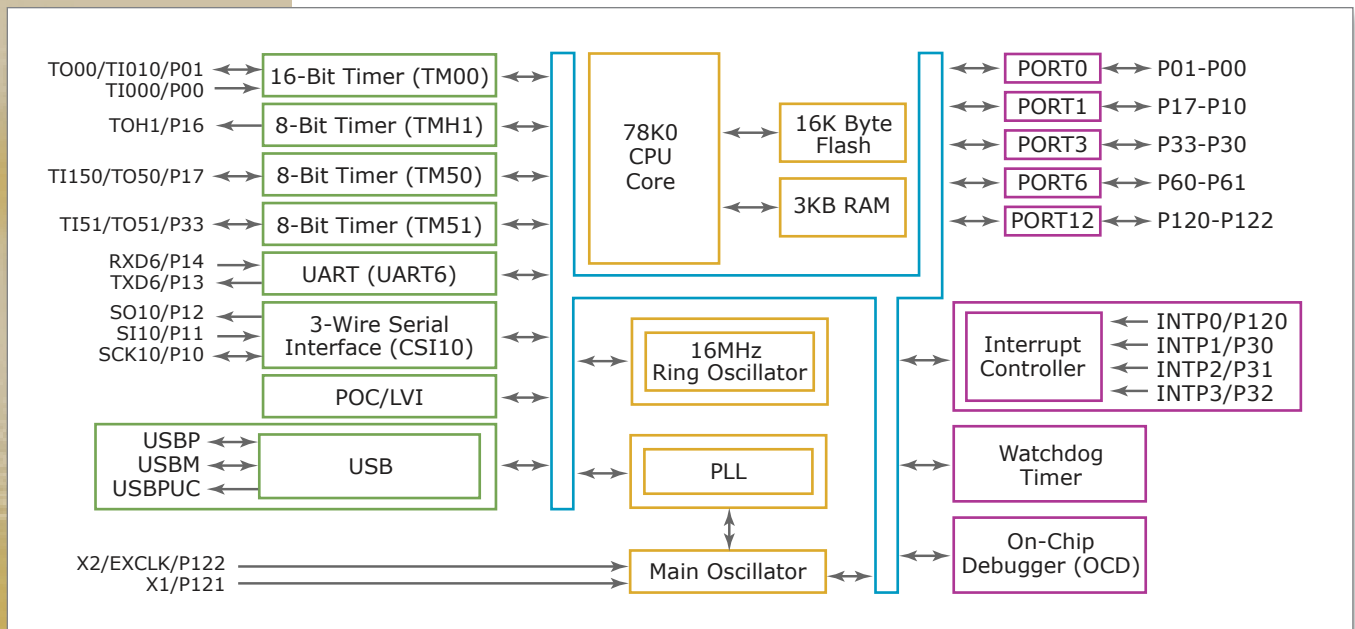 TO00/TI010/P01
TI000/P00
16-Bit Timer (TM00)
TOH1/P16
8-Bit Timer (TMH1)
TI150/TO50/P17
8-Bit Timer (TM50)
TI51/TO51/P33
8-Bit Timer (TM51)
RXD6/P14
TXD6/P13
UART (UART6)
SO10/P12
SI10/P11
SCK10/P10
3-Wire Serial
Interface (CSI10)
POC/LVI
USBP
USBM
USBPUC
USB
X2/EXCLK/P122
X1/P121
78K0
CPU
Core
16K Byte
Flash
3KB RAM
16MHz
Ring Oscillator
PLL
Main Oscillator
PORT0
P01-P00
PORT1
P17-P10
PORT3
P33-P30
PORT6
P60-P61
PORT12
P120-P122
Interrupt
Controller
INTP0/P120
INTP1/P30
INTP2/P31
INTP3/P32
Watchdog
Timer
On-Chip
Debugger (OCD)